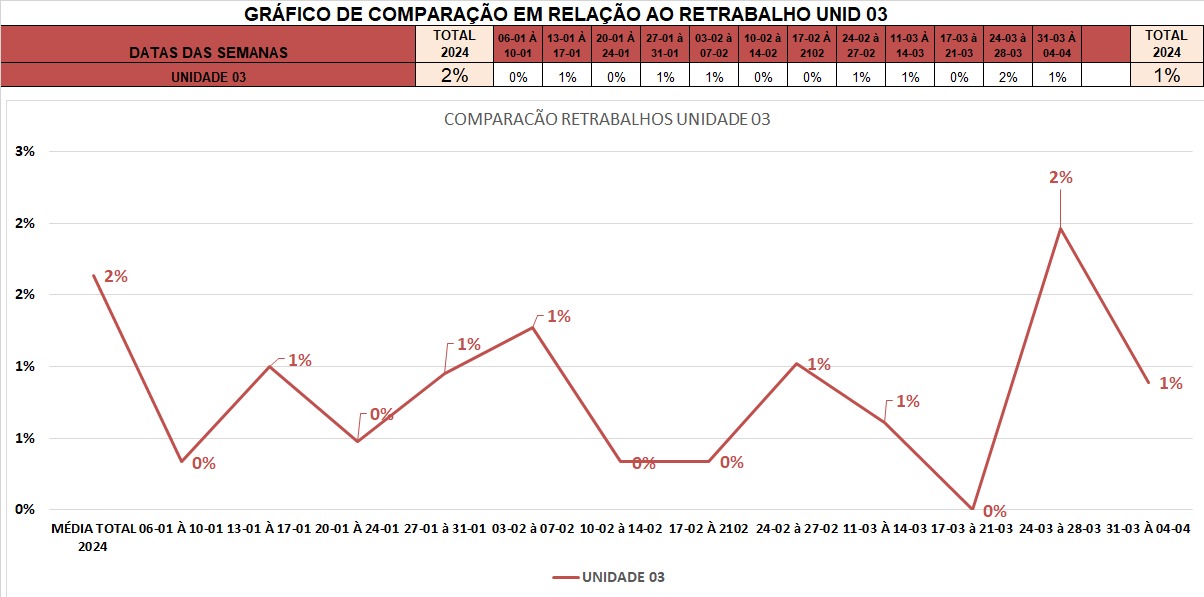 GRÁFICO DE COMPARAÇÃO EM RELAÇÃO AO RETRABALHO UNID 03
DATAS DAS SEMANAS TOTAL 2024 06-01 Á 10-01 13-01 Á 17-01 20-01 Á 24-01 27-01 á 31-01 03-02 á 07-02 10-02 á 14-02 17-02 Á 2102 24-02 à 27-02 11-03 À 14-03 17-03 à 21-03 24-03 à 28-03 31-03 À 04-04 TOTAL 2024
UNIDADE 03 2% 0% 1% 0% 1% 1% 0% 0% 1% 1% 0% 2% 1% 1%
COMPARACÃO RETRABALHOS UNIDADE 03
3%
2%
2%
1%
1%
0%
2%
0%
1%
0%
1%
1%
0%
0%
1%
1%
0%
2%
1%
MÉDIA TOTAL 2024
06-01 À 10-01
13-01 À 17-01
20-01 À 24-01
27-01 à 31-01
03-02 à 07-02
10-02 à 14-02
17-02 À 2102
24-02 à 27-02
11-03 À 14-03
17-03 à 21-03
24-03 à 28-03
31-03 À 04-04
UNIDADE 03